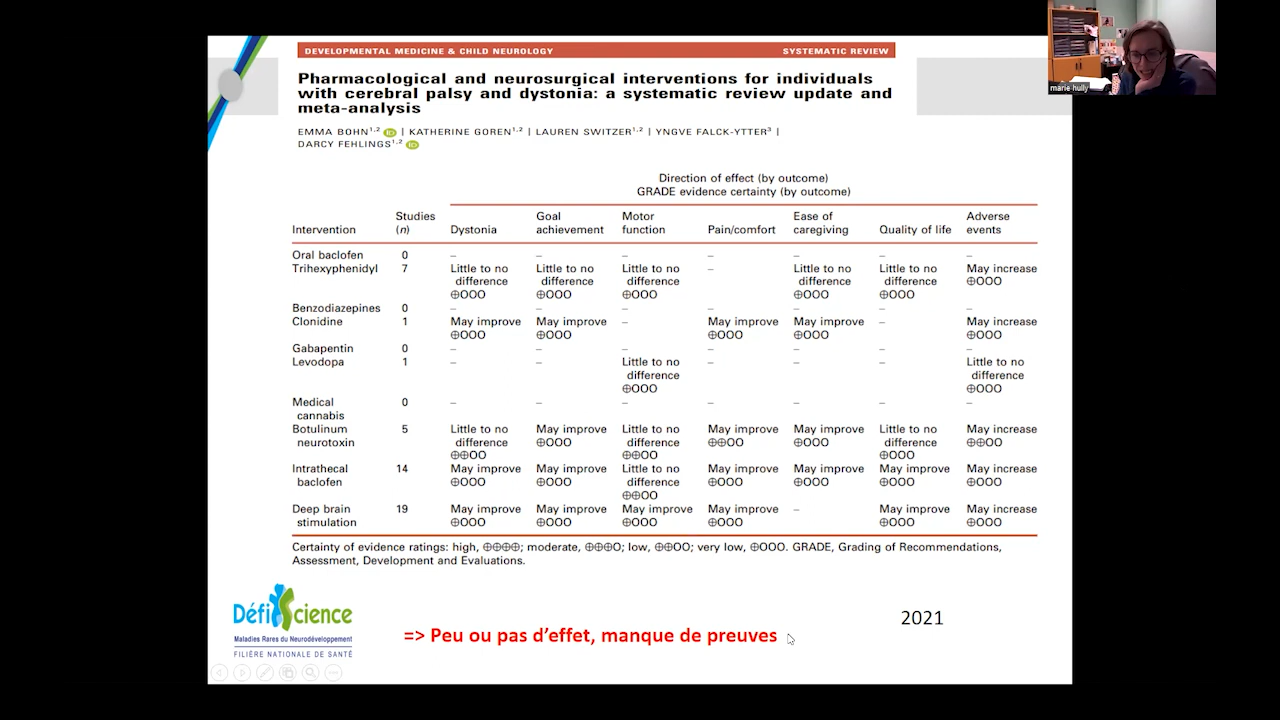 DEVELOPMENTAL MEDICINE & CHILD NEUROLOGY SYSTEMATIC REVIEW
Pharmacological and neurosurgical interventions for individuals
with cerebral palsy and dystonia: a systematic review update and
meta-analysis
EMMA BOHN1,2 iD | KATHERINE GOREN1,2 | LAUREN SWITZER1,2 | YNGVE FALCK-YTTER3 |
DARCY FEHLINGS1,2 iD
marie hully
Direction of effect (by outcome)
GRADE evidence certainty (by outcome)
Studies Goal Motor Ease of Adverse
Intervention (n) Dystonia achievement function Pain/comfort caregiving Quality of life events
Oral baclofen 0 – – – – – – –
Trihexyphenidyl 7 Little to no Little to no Little to no – Little to no Little to no May increase
difference difference difference difference difference ⊕OOO
⊕OOO ⊕OOO ⊕OOO ⊕OOO ⊕OOO
Benzodiazepines 0 – – – – – – –
Clonidine 1 May improve May improve – May improve May improve – May increase
⊕OOO ⊕OOO ⊕OOO ⊕OOO ⊕OOO
Gabapentin 0 – – – – – – –
Levodopa 1 – – Little to no – – – Little to no
difference difference
⊕OOO ⊕OOO
Medical 0 – – – – – – –
cannabis
Botulinum 5 Little to no May improve Little to no May improve May improve Little to no May increase
neurotoxin difference ⊕OOO difference ⊕⊕OO ⊕OOO difference ⊕⊕OO
⊕⊕OO ⊕⊕OO ⊕OOO
Intrathecal 14 May improve May improve Little to no May improve May improve May improve May increase
baclofen ⊕OOO ⊕OOO difference ⊕OOO ⊕OOO ⊕OOO ⊕OOO
⊕⊕OO
Deep brain 19 May improve May improve May improve May improve – May improve May increase
stimulation ⊕OOO ⊕OOO ⊕OOO ⊕OOO ⊕OOO ⊕OOO
Certainty of evidence ratings: high, ⊕⊕⊕⊕; moderate, ⊕⊕⊕O; low, ⊕⊕OO; very low, ⊕OOO. GRADE, Grading of Recommendations,
Assessment, Development and Evaluations.
DéfiScience
Maladies Rares du Neurodéveloppement
FILIÈRE NATIONALE DE SANTÉ
2021
=> Peu ou pas d'effet, manque de preuves